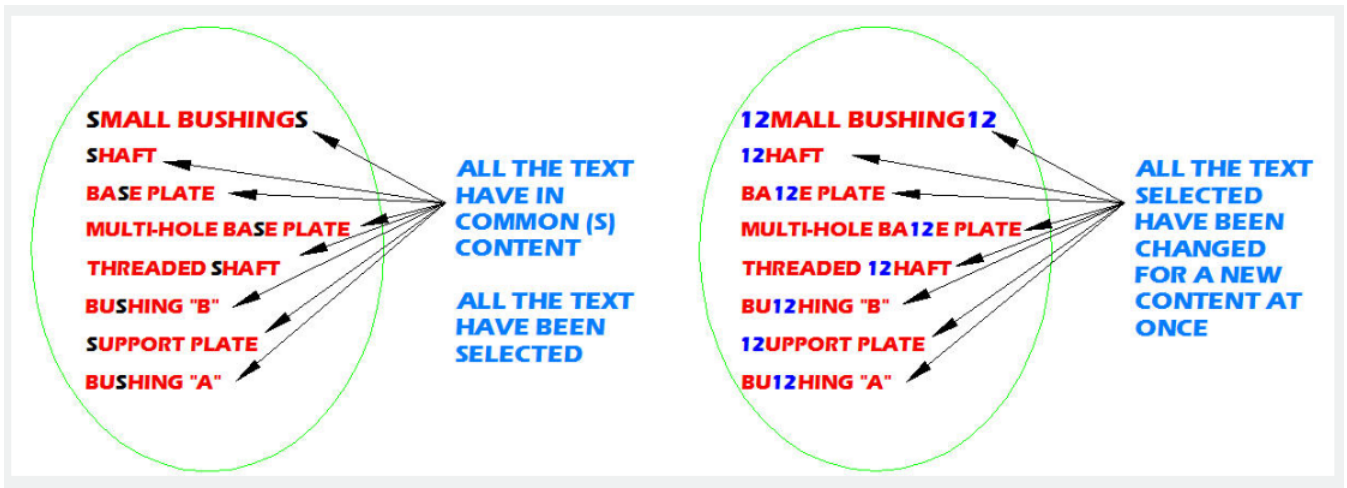 SMALL BUSHINGS
SHAFT
BASE PLATE
MULTI-HOLE BASE PLATE
THREADED SHAFT
BUSHING "B"
SUPPORT PLATE
BUSHING "A"
ALL THE TEXT
HAVE IN
COMMON (S)
CONTENT
ALL THE TEXT
HAVE BEEN
SELECTED
12MALL BUSHING12
12HAFT
BA12E PLATE
MULTI-HOLE BA12E PLATE
THREADED 12HAFT
BU12HING "B"
12UPPORT PLATE
BU12HING "A"
ALL THE TEXT
SELECTED
HAVE BEEN
CHANGED
FOR A NEW
CONTENT AT
ONCE